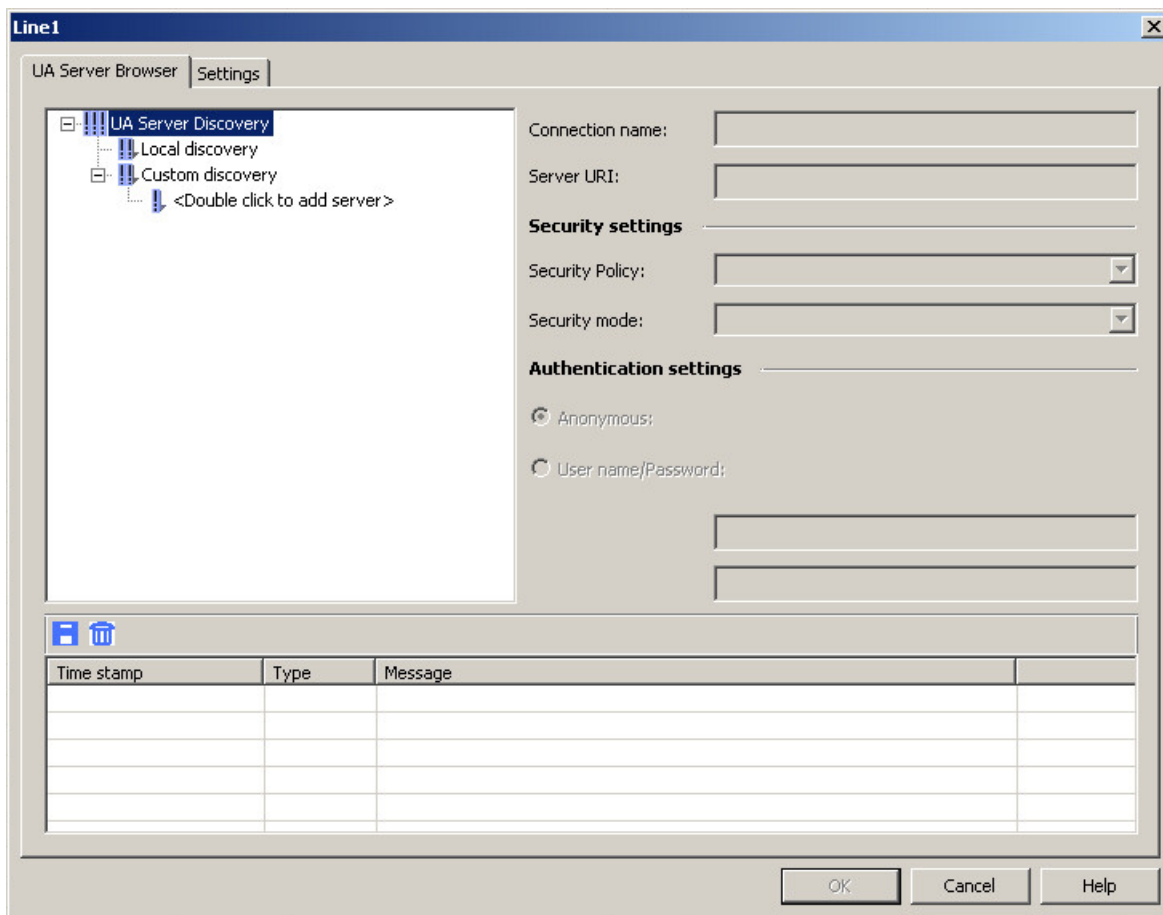 Line1
UA Server Browser
Settings
UA Server Discovery
Local discovery
Custom discovery
<Double click to add server>
Connection name:
Server URI:
Security settings
Security Policy:
Security mode:
Authentication settings
Anonymous:
User name/Password:
Time stamp
Type
Message
OK
Cancel
Help